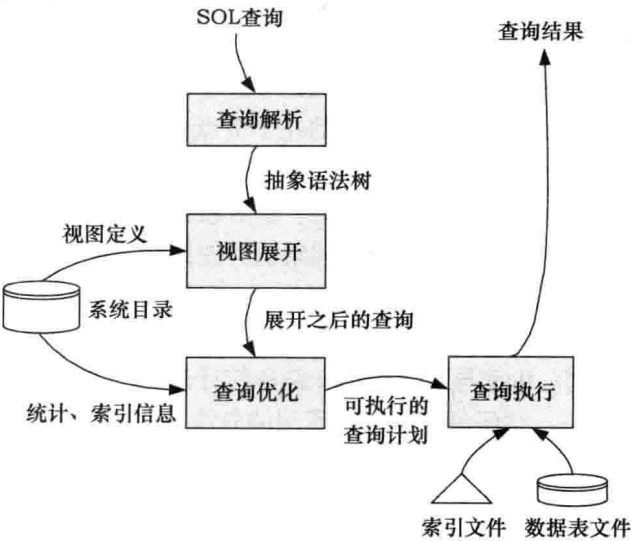 SOL查询
查询结果
查询解析
抽象语法树
视图定义
视图展开
系统目录
展开之后的查询
统计、索引信息
查询优化
可执行的
查询计划
查询执行
索引文件
数据表文件